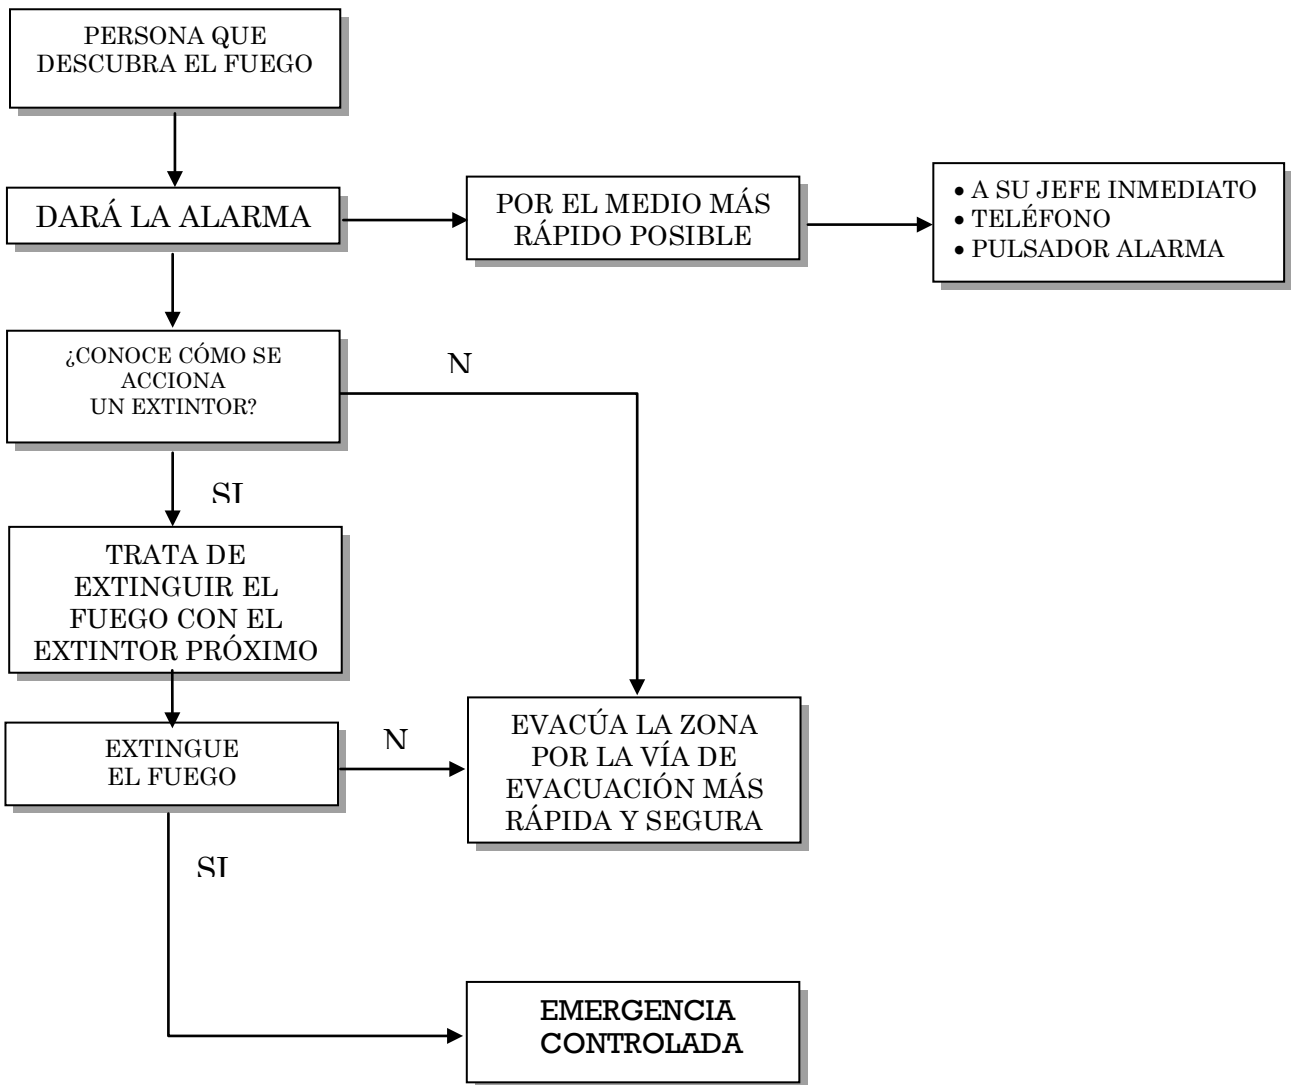 PERSONA QUE
DESCUBRA EL FUEGO
DARÁ LA ALARMA
POR EL MEDIO MÁS
RÁPIDO POSIBLE
• A SU JEFE INMEDIATO
• TELÉFONO
• PULSADOR ALARMA
¿CONOCE CÓMO SE
ACCIONA
UN EXTINTOR?
N
SI
TRATA DE
EXTINGUIR EL
FUEGO CON EL
EXTINTOR PRÓXIMO
EXTINGUE
EL FUEGO
N
EVACÚA LA ZONA
POR LA VÍA DE
EVACUACIÓN MÁS
RÁPIDA Y SEGURA
SI
EMERGENCIA
CONTROLADA